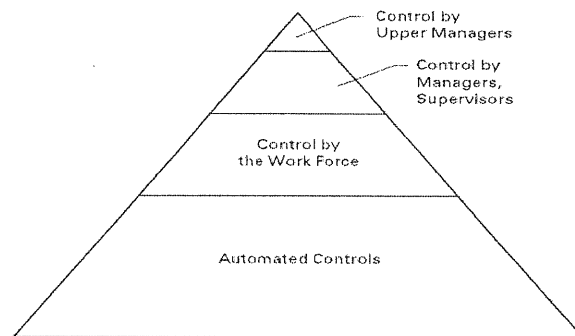 Control by
Upper Managers
Control by
Managers,
Supervisors
Control by
the Work Force
Automated Controls